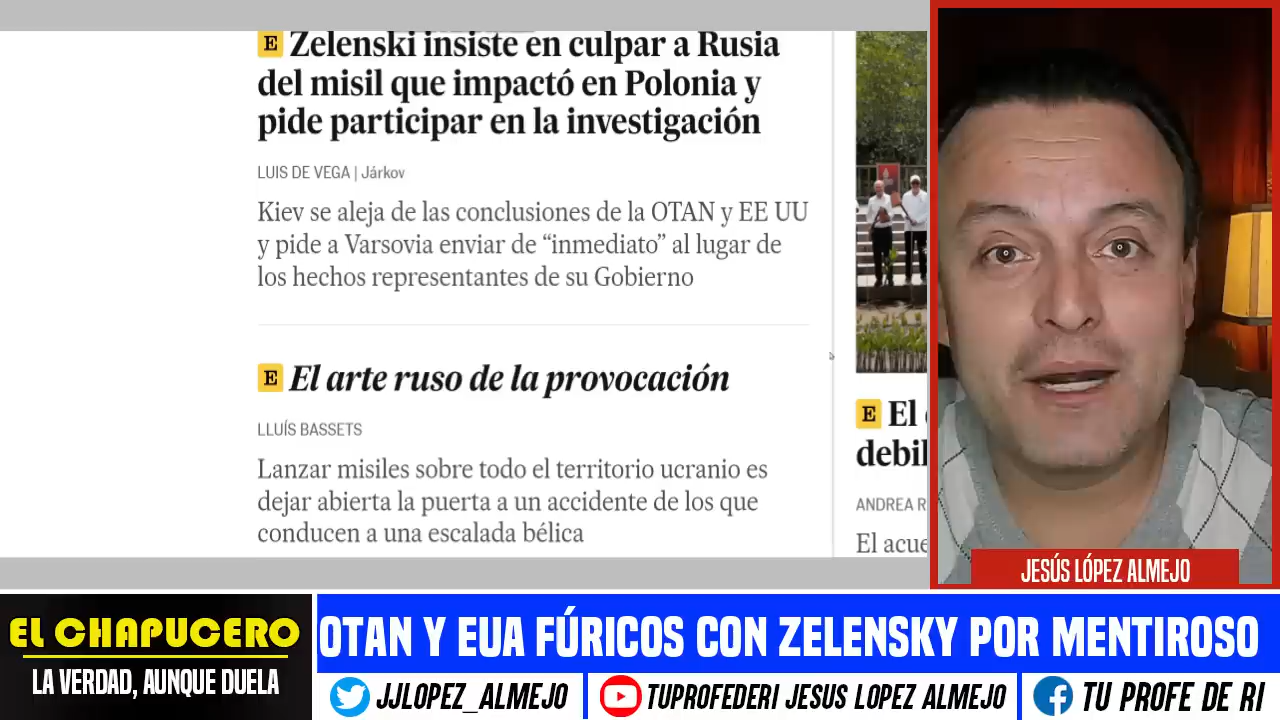 E Zelenski insiste en culpar a Rusia
del misil que impactó en Polonia y
pide participar en la investigación
LUIS DE VEGA | Járkov
Kiev se aleja de las conclusiones de la OTAN y EE UU
y pide a Varsovia enviar de “inmediato” al lugar de
los hechos representantes de su Gobierno
E El arte ruso de la provocación
LLUÍS BASSETS
Lanzar misiles sobre todo el territorio ucranio es
dejar abierta la puerta a un accidente de los que
conducen a una escalada bélica
E El
debil
ANDREA R
El acue
JESÚS LÓPEZ ALMEJO
EL CHAPUCERO
LA VERDAD, AUNQUE DUELA
OTAN Y EUA FÚRICOS CON ZELENSKY POR MENTIROSO
JJLOPEZ_ALMEJO
TUPROFEDERI JESUS LOPEZ ALMEJO
TU PROFE DE RI